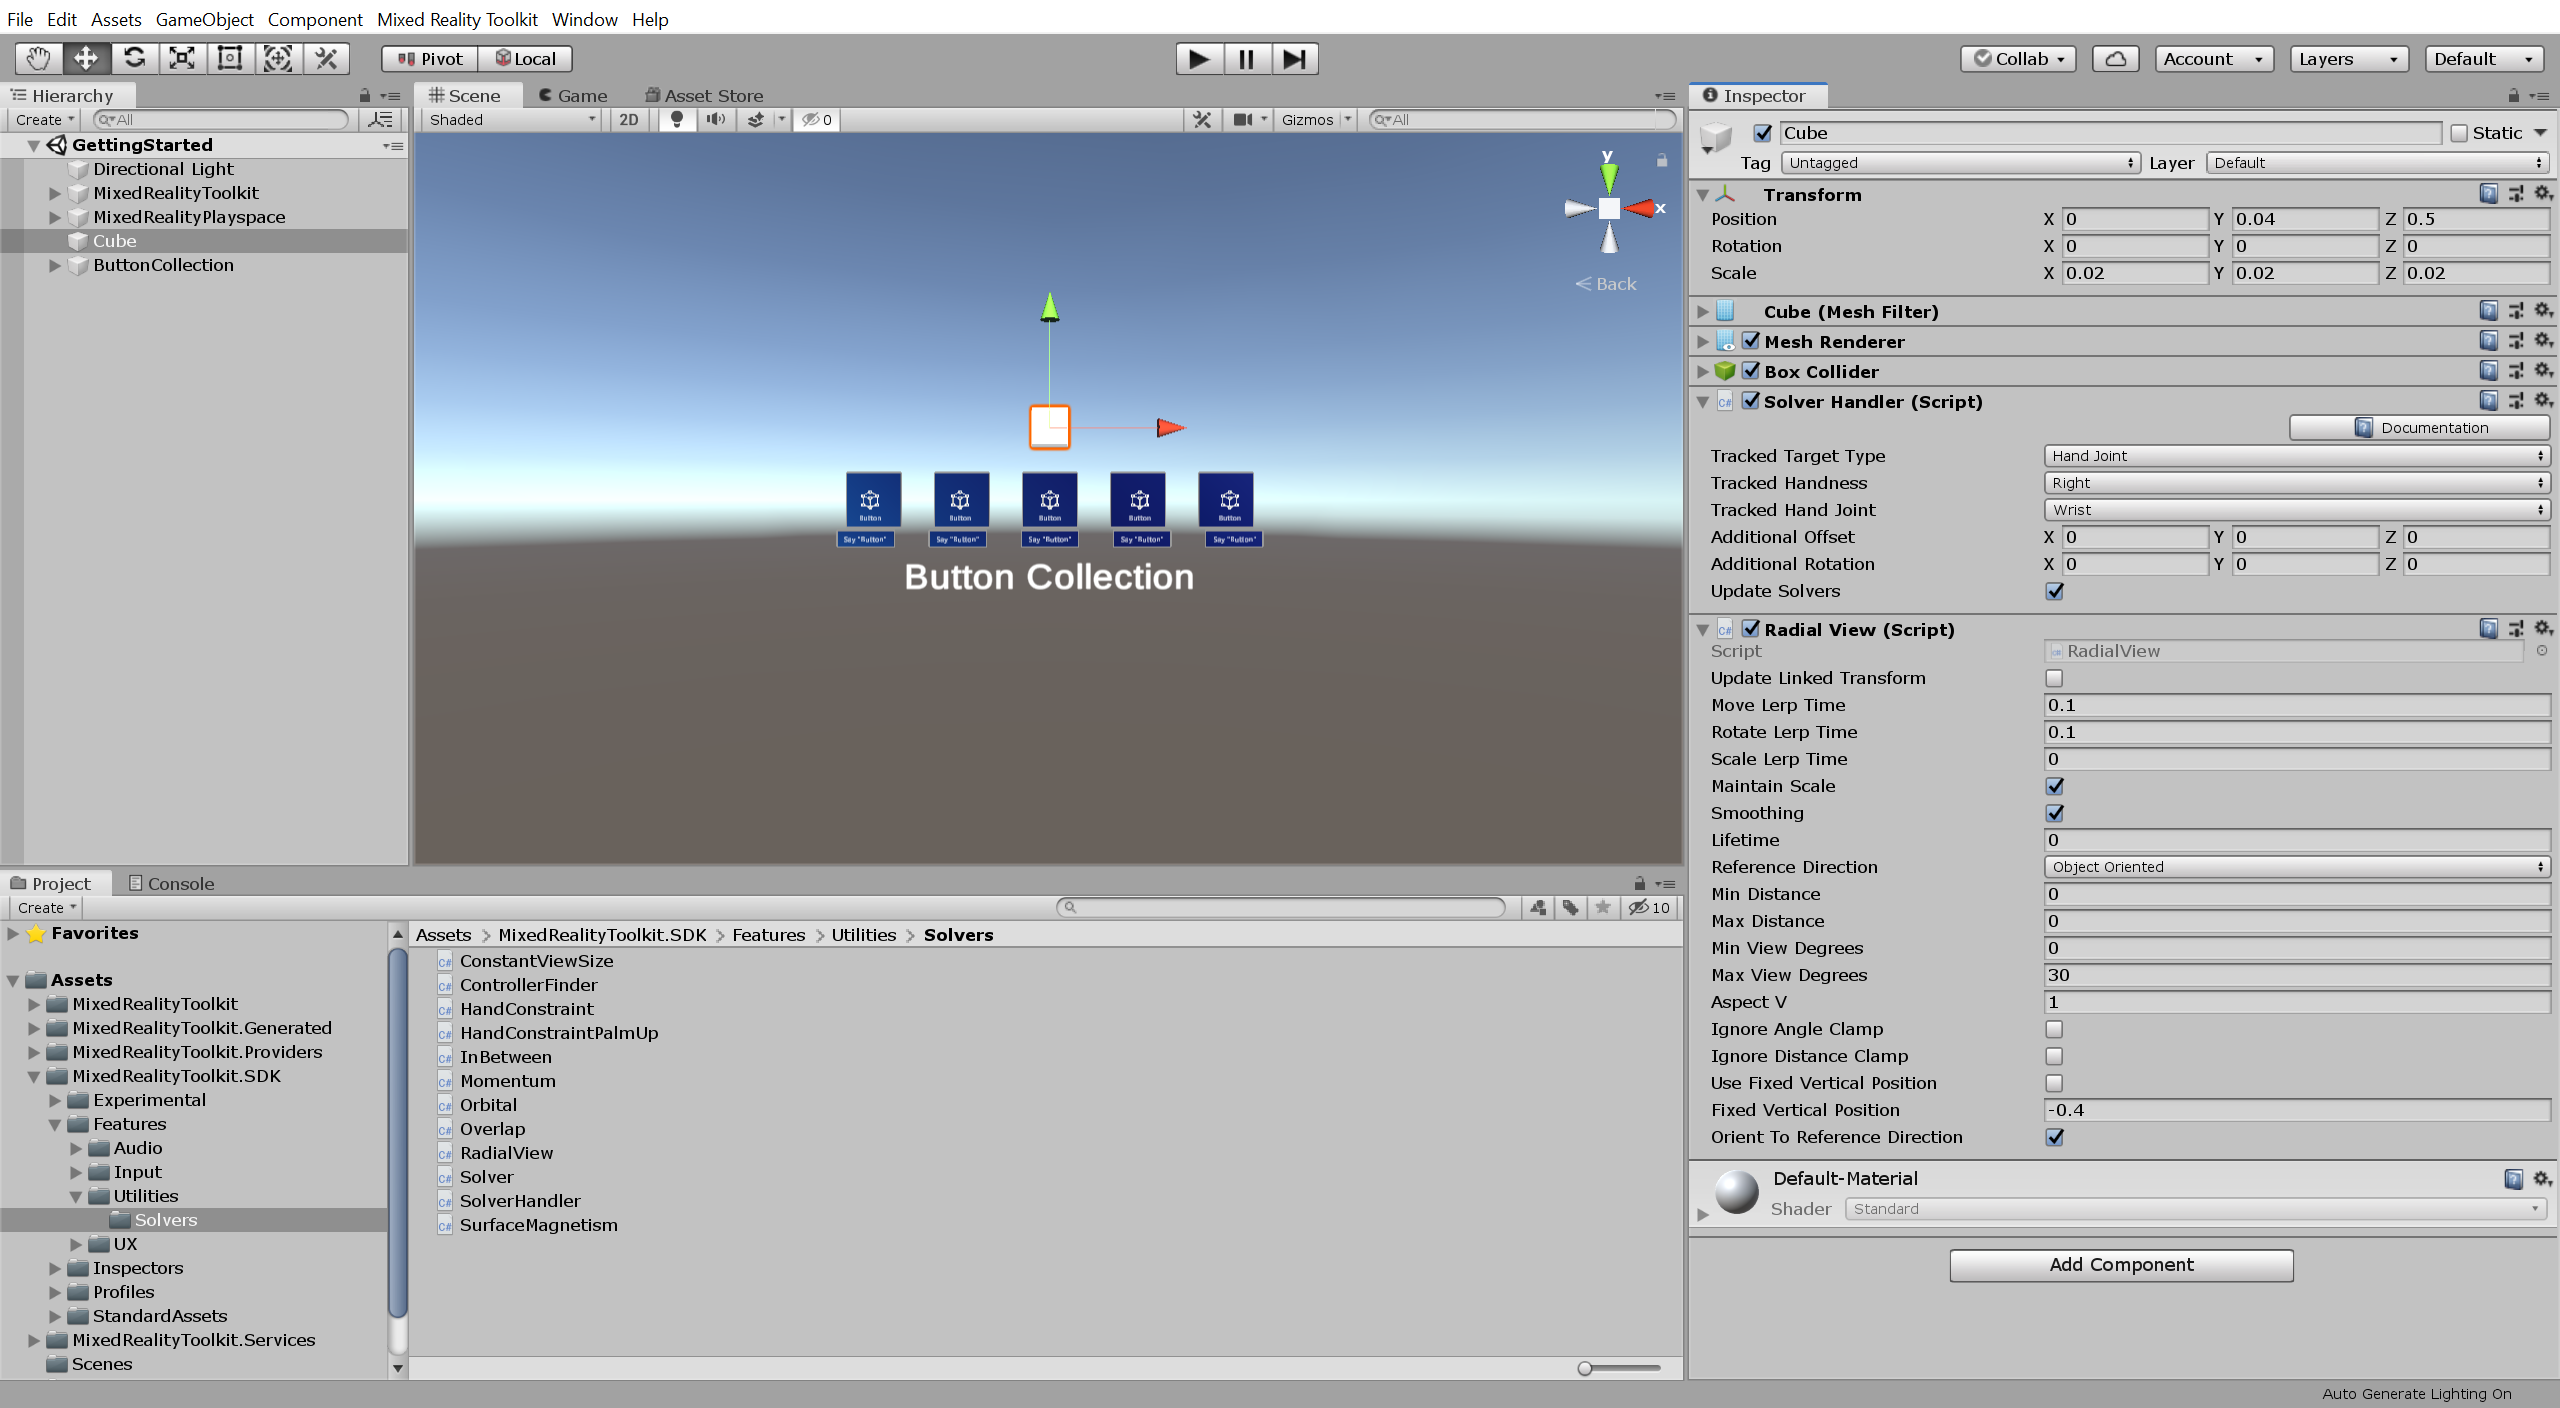 File Edit Assets GameObject Component Mixed Reality Toolkit Window Help
Pivot Local Collab Account Layers Default
Hierarchy
Create All
GettingStarted
Directional Light
MixedRealityToolkit
MixedRealityPlayspace
Cube
ButtonCollection
Scene Game Asset Store
Shaded 2D 0 Gizmos All
y
x
Back
Button Button Button Button Button
Say "Button" Say "Button" Say "Button" Say "Button" Say "Button"
Button Collection
Project Console
Create 10
Favorites
Assets
MixedRealityToolkit
MixedRealityToolkit.Generated
MixedRealityToolkit.Providers
MixedRealityToolkit.SDK
Experimental
Features
Audio
Input
Utilities
Solvers
UX
Inspectors
Profiles
StandardAssets
MixedRealityToolkit.Services
Scenes
Assets > MixedRealityToolkit.SDK > Features > Utilities > Solvers
C# ConstantViewSize
C# ControllerFinder
C# HandConstraint
C# HandConstraintPalmUp
C# InBetween
C# Momentum
C# Orbital
C# Overlap
C# RadialView
C# Solver
C# SolverHandler
C# SurfaceMagnetism
Inspector
Cube Static
Tag Untagged Layer Default
Transform
Position X 0 Y 0.04 Z 0.5
Rotation X 0 Y 0 Z 0
Scale X 0.02 Y 0.02 Z 0.02
Cube (Mesh Filter)
Mesh Renderer
Box Collider
C# Solver Handler (Script)
Documentation
Tracked Target Type Hand Joint
Tracked Handness Right
Tracked Hand Joint Wrist
Additional Offset X 0 Y 0 Z 0
Additional Rotation X 0 Y 0 Z 0
Update Solvers
C# Radial View (Script)
Script RadialView
Update Linked Transform
Move Lerp Time 0.1
Rotate Lerp Time 0.1
Scale Lerp Time 0
Maintain Scale
Smoothing
Lifetime 0
Reference Direction Object Oriented
Min Distance 0
Max Distance 0
Min View Degrees 0
Max View Degrees 30
Aspect V 1
Ignore Angle Clamp
Ignore Distance Clamp
Use Fixed Vertical Position
Fixed Vertical Position -0.4
Orient To Reference Direction
Default-Material
Shader Standard
Add Component
Auto Generate Lighting On